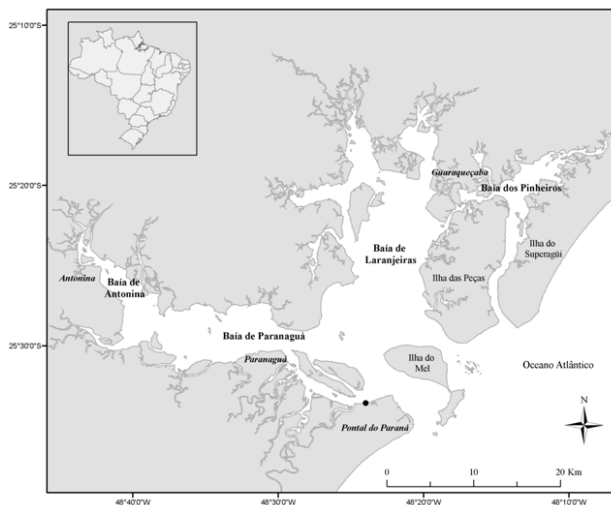 25°10'0"S
Guaraqueçaba
25°20'0"S
Baía dos Pinheiros
Baía de
Laranjeiras
Ilha do
Superagüi
Antonina
Baía de
Antonina
Ilha das Peças
Baía de Paranaguá
25°30'0"S
Paranaguá
Ilha do
Mel
Oceano Atlântico
N
Pontal do Paraná
0 10 20 Km
48°40'0"W 48°30'0"W 48°20'0"W 48°10'0"W